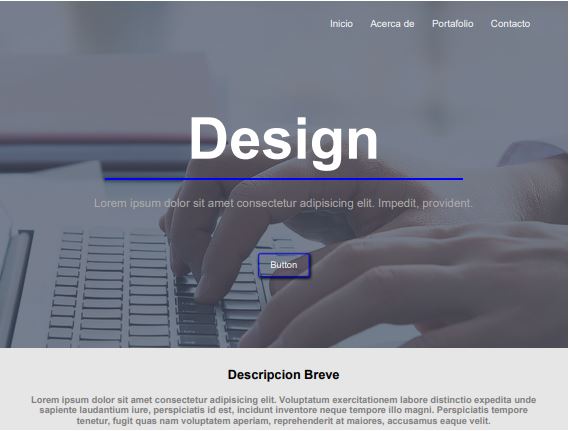 Inicio Acerca de Portafolio Contacto
Design
Lorem ipsum dolor sit amet consectetur adipisicing elit. Impedit, provident.
Button
Descripcion Breve
Lorem ipsum dolor sit amet consectetur adipisicing elit. Voluptatum exercitationem labore distinctio expedita unde
sapiente laudantium iure, perspiciatis id est, incidunt inventore neque tempore illo magni. Perspiciatis tempore
tenetur, fugit quas nam voluptatem aperiam, reprehenderit at maiores, accusamus eaque velit.